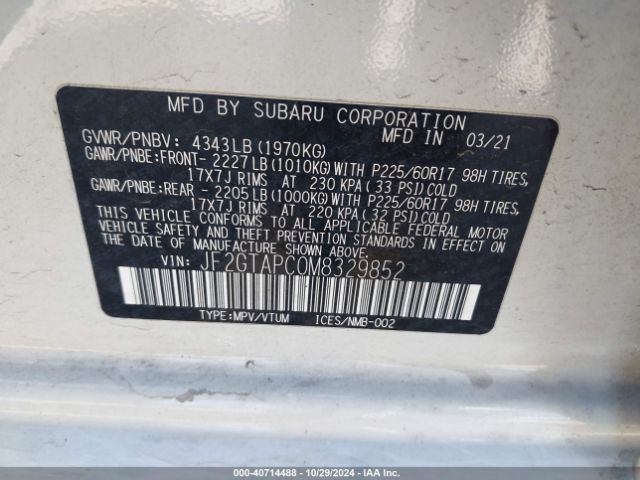 MFD BY SUBARU CORPORATION
GVWR/PNBV: 4343LB (1970KG) MFD IN 03/21
GAWR/PNBE:FRONT- 2227LB(1010KG)WITH P225/60R17 98H TIRES,
17X7J RIMS AT 230 KPA(33 PSI)COLD
GAWR/PNBE:REAR - 2205LB(1000KG)WITH P225/60R17 98H TIRES,
17X7J RIMS AT 220 KPA(32 PSI)COLD
THIS VEHICLE CONFORMS TO ALL APPLICABLE FEDERAL MOTOR
VEHICLE SAFETY AND THEFT PREVENTION STANDARDS IN EFFECT
ON THE DATE OF MANUFACTURE SHOWN ABOVE.
VIN: JF2GTAPC0M8329852
TYPE:MPV/VTUM ICES/NMB-002
000-40714488 - 10/29/2024 - IAA Inc.